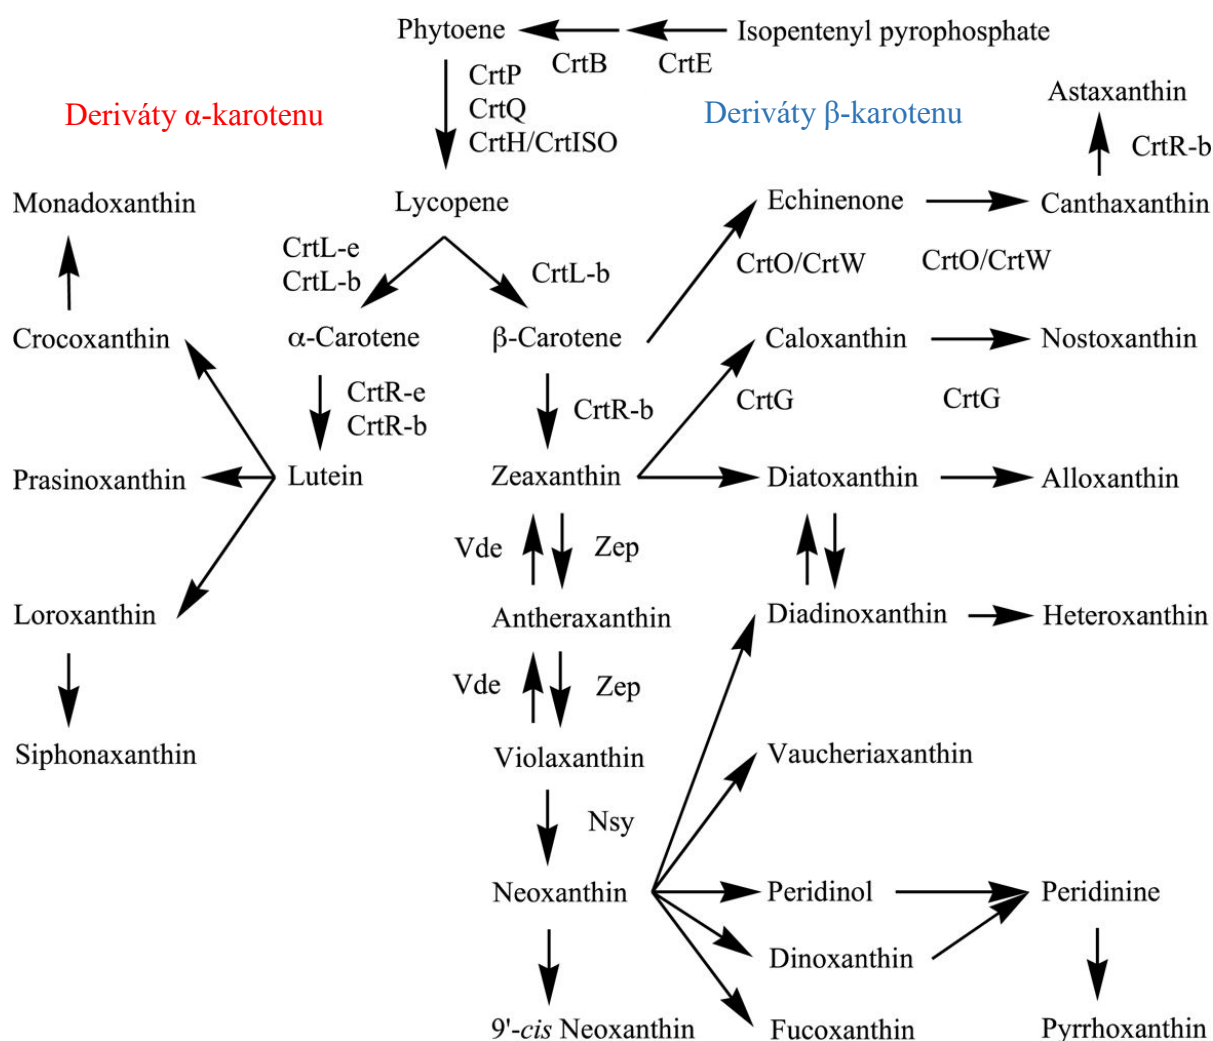 Phytoene
Isopentenyl pyrophosphate
CrtB
CrtE
CrtP
CrtQ
CrtH/CrtISO
Deriváty α-karotenu
Deriváty β-karotenu
Astaxanthin
CrtR-b
Monadoxanthin
Lycopene
Echinenone
Canthaxanthin
CrtL-e
CrtL-b
CrtL-b
CrtO/CrtW
CrtO/CrtW
Crocoxanthin
α-Carotene
β-Carotene
Caloxanthin
Nostoxanthin
CrtR-e
CrtR-b
CrtR-b
CrtG
CrtG
Prasinoxanthin
Lutein
Zeaxanthin
Diatoxanthin
Alloxanthin
Vde
Zep
Loroxanthin
Antheraxanthin
Diadinoxanthin
Heteroxanthin
Vde
Zep
Siphonaxanthin
Violaxanthin
Vaucheriaxanthin
Nsy
Neoxanthin
Peridinol
Peridinine
Dinoxanthin
9'-cis Neoxanthin
Fucoxanthin
Pyrrhoxanthin